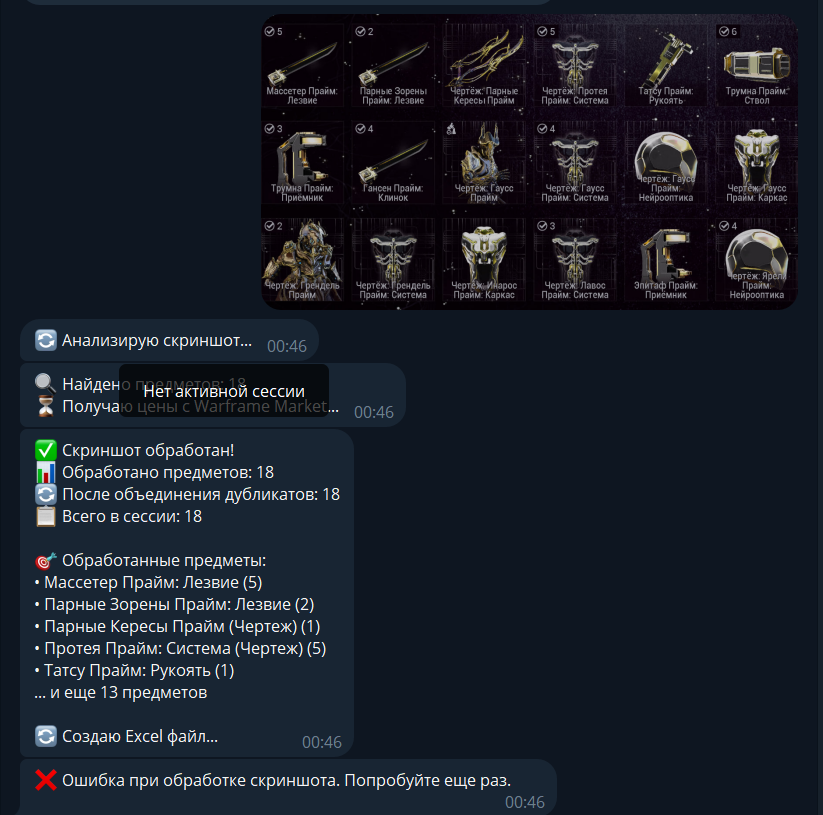 5
2
5
6
Массетер Прайм:
Лезвие
Парные Зорены
Прайм: Лезвие
Чертёж: Парные
Кересы Прайм
Чертёж: Протея
Прайм: Система
Татсу Прайм:
Рукоять
Трумна Прайм:
Ствол
3
4
4
Трумна Прайм:
Приёмник
Гансен Прайм:
Клинок
Чертёж: Гаусс
Прайм
Чертёж: Гаусс
Прайм: Система
Чертёж: Гаусс
Прайм:
Нейрооптика
Чертёж: Гаусс
Прайм: Каркас
2
3
4
Чертёж: Грендель
Прайм
Чертёж: Грендель
Прайм: Система
Чертёж: Инарос
Прайм: Каркас
Чертёж: Лавос
Прайм: Система
Эпитаф Прайм:
Приёмник
Чертёж: Ярели
Прайм:
Нейрооптика
Анализирую скриншот... 00:46
Найдено предметов: 18
Нет активной сессии
Получаю цены с Warframe Market... 00:46
Скриншот обработан!
Обработано предметов: 18
После объединения дубликатов: 18
Всего в сессии: 18
Обработанные предметы:
• Массетер Прайм: Лезвие (5)
• Парные Зорены Прайм: Лезвие (2)
• Парные Кересы Прайм (Чертеж) (1)
• Протея Прайм: Система (Чертеж) (5)
• Татсу Прайм: Рукоять (1)
... и еще 13 предметов
Создаю Excel файл... 00:46
Ошибка при обработке скриншота. Попробуйте еще раз.
00:46